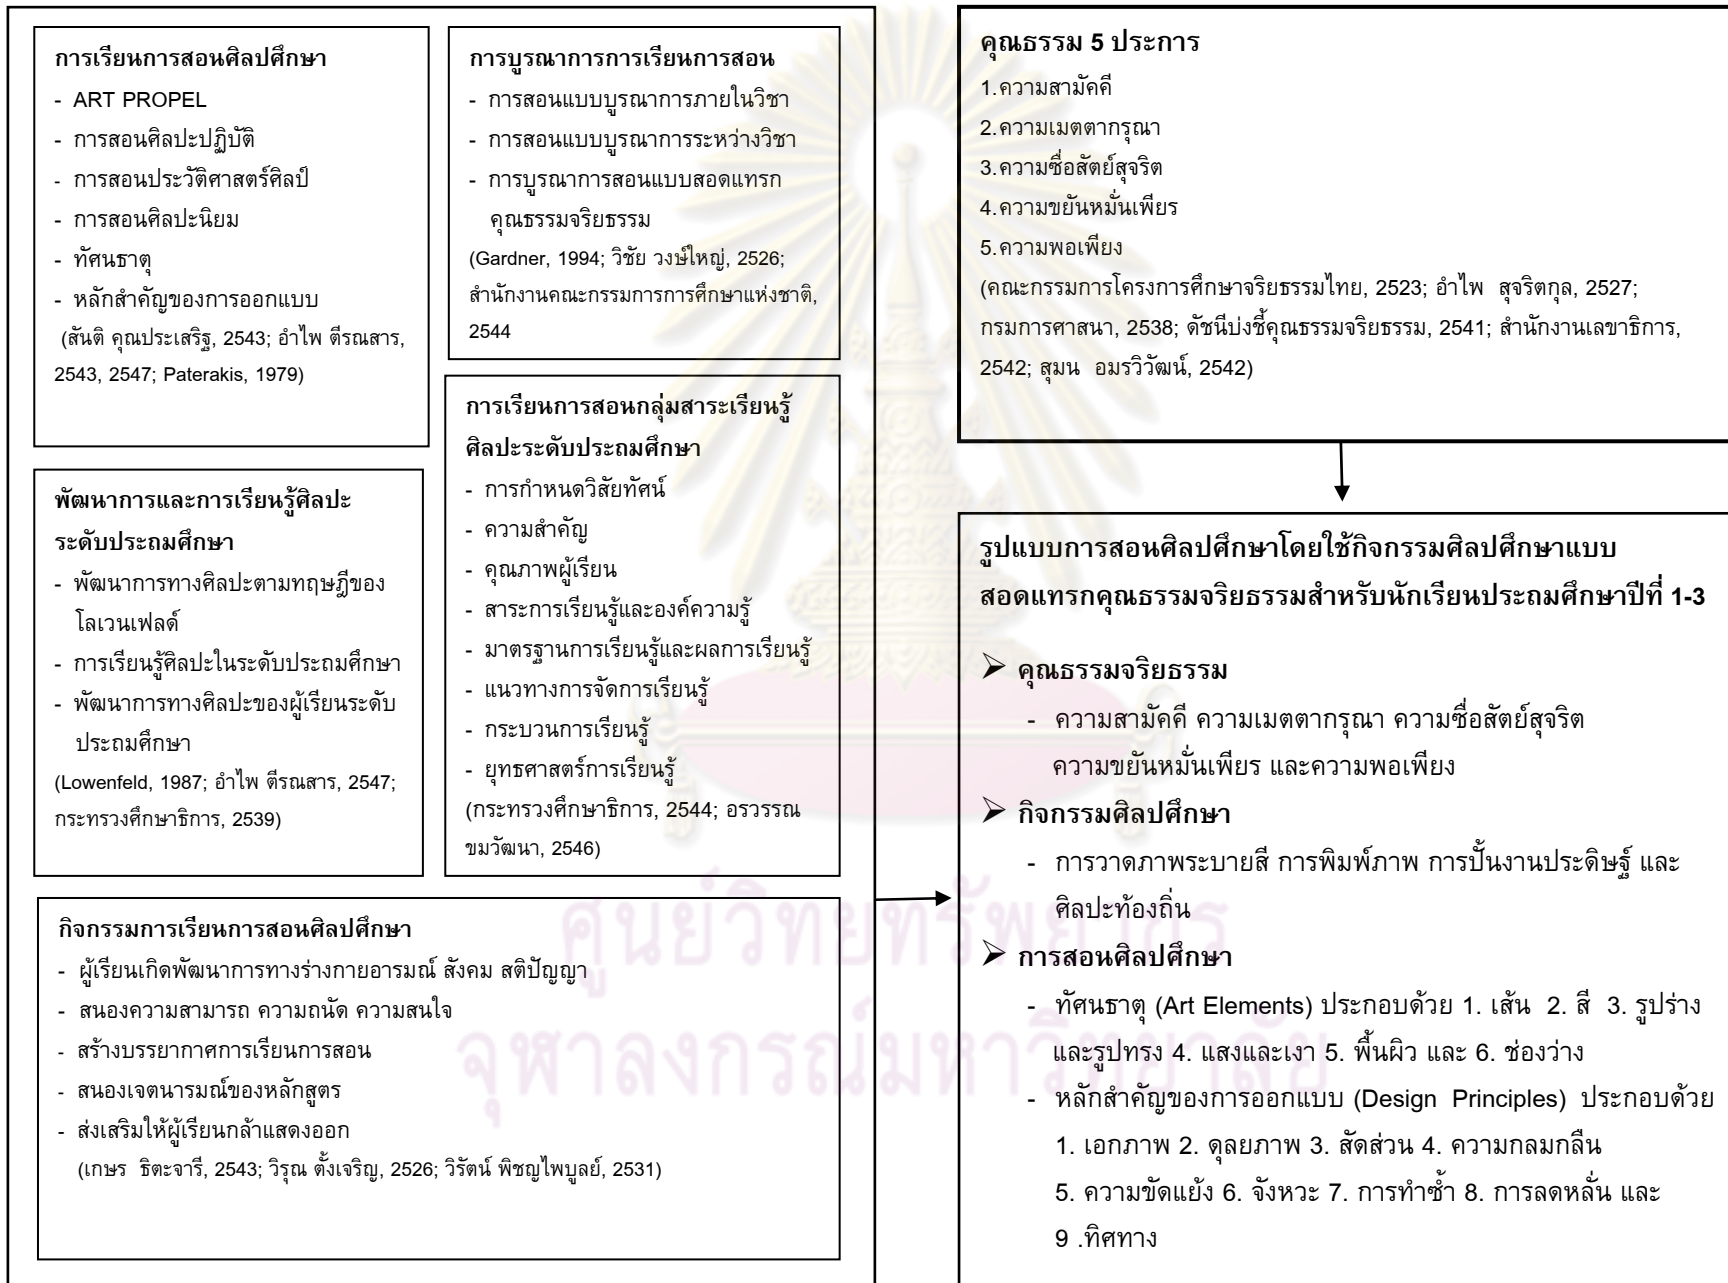 การเรียนการสอนศิลปศึกษา
- ART PROPEL
- การสอนศิลปะปฏิบัติ
- การสอนประวัติศาสตร์ศิลป์
- การสอนศิลปะนิยม
- ทัศนธาตุ
- หลักสำคัญของการออกแบบ
(สันติ คุณประเสริฐ, 2543; อำไพ ตีรณสาร,
2543, 2547; Paterakis, 1979)
การบูรณาการการเรียนการสอน
- การสอนแบบบูรณาการภายในวิชา
- การสอนแบบบูรณาการระหว่างวิชา
- การบูรณาการสอนแบบสอดแทรก
คุณธรรมจริยธรรม
(Gardner, 1994; วิชัย วงษ์ใหญ่, 2526;
สำนักงานคณะกรรมการการศึกษาแห่งชาติ,
2544
พัฒนาการและการเรียนรู้ศิลปะ
ระดับประถมศึกษา
- พัฒนาการทางศิลปะตามทฤษฎีของ
โลเวนเฟลด์
- การเรียนรู้ศิลปะในระดับประถมศึกษา
- พัฒนาการทางศิลปะของผู้เรียนระดับ
ประถมศึกษา
(Lowenfeld, 1987; อำไพ ตีรณสาร, 2547;
กระทรวงศึกษาธิการ, 2539)
การเรียนการสอนกลุ่มสาระเรียนรู้
ศิลปะระดับประถมศึกษา
- การกำหนดวิสัยทัศน์
- ความสำคัญ
- คุณภาพผู้เรียน
- สาระการเรียนรู้และองค์ความรู้
- มาตรฐานการเรียนรู้และผลการเรียนรู้
- แนวทางการจัดการเรียนรู้
- กระบวนการเรียนรู้
- ยุทธศาสตร์การเรียนรู้
(กระทรวงศึกษาธิการ, 2544; อรวรรณ
ขมวัฒนา, 2546)
กิจกรรมการเรียนการสอนศิลปศึกษา
- ผู้เรียนเกิดพัฒนาการทางร่างกายอารมณ์ สังคม สติปัญญา
- สนองความสามารถ ความถนัด ความสนใจ
- สร้างบรรยากาศการเรียนการสอน
- สนองเจตนารมณ์ของหลักสูตร
- ส่งเสริมให้ผู้เรียนกล้าแสดงออก
(เกษร ธิตะจารี, 2543; วิรุณ ตั้งเจริญ, 2526; วิรัตน์ พิชญไพบูลย์, 2531)
คุณธรรม 5 ประการ
1.ความสามัคคี
2.ความเมตตากรุณา
3.ความซื่อสัตย์สุจริต
4.ความขยันหมั่นเพียร
5.ความพอเพียง
(คณะกรรมการโครงการศึกษาจริยธรรมไทย, 2523; อำไพ สุจริตกุล, 2527;
กรมการศาสนา, 2538; ดัชนีบ่งชี้คุณธรรมจริยธรรม, 2541; สำนักงานเลขาธิการ,
2542; สุมน อมรวิวัฒน์, 2542)
รูปแบบการสอนศิลปศึกษาโดยใช้กิจกรรมศิลปศึกษาแบบ
สอดแทรกคุณธรรมจริยธรรมสำหรับนักเรียนประถมศึกษาปีที่ 1-3
➢ คุณธรรมจริยธรรม
- ความสามัคคี ความเมตตากรุณา ความซื่อสัตย์สุจริต
ความขยันหมั่นเพียร และความพอเพียง
➢ กิจกรรมศิลปศึกษา
- การวาดภาพระบายสี การพิมพ์ภาพ การปั้นงานประดิษฐ์ และ
ศิลปะท้องถิ่น
➢ การสอนศิลปศึกษา
- ทัศนธาตุ (Art Elements) ประกอบด้วย 1. เส้น 2. สี 3. รูปร่าง
และรูปทรง 4. แสงและเงา 5. พื้นผิว และ 6. ช่องว่าง
- หลักสำคัญของการออกแบบ (Design Principles) ประกอบด้วย
1. เอกภาพ 2. ดุลยภาพ 3. สัดส่วน 4. ความกลมกลืน
5. ความขัดแย้ง 6. จังหวะ 7. การทำซ้ำ 8. การลดหลั่น และ
9 .ทิศทาง
ศูนย์วิทยทรัพยากร
จุฬาลงกรณ์มหาวิทยาลัย